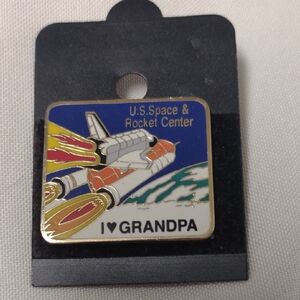 U.S.Space &
Rocket Center
I ♥ GRANDPA